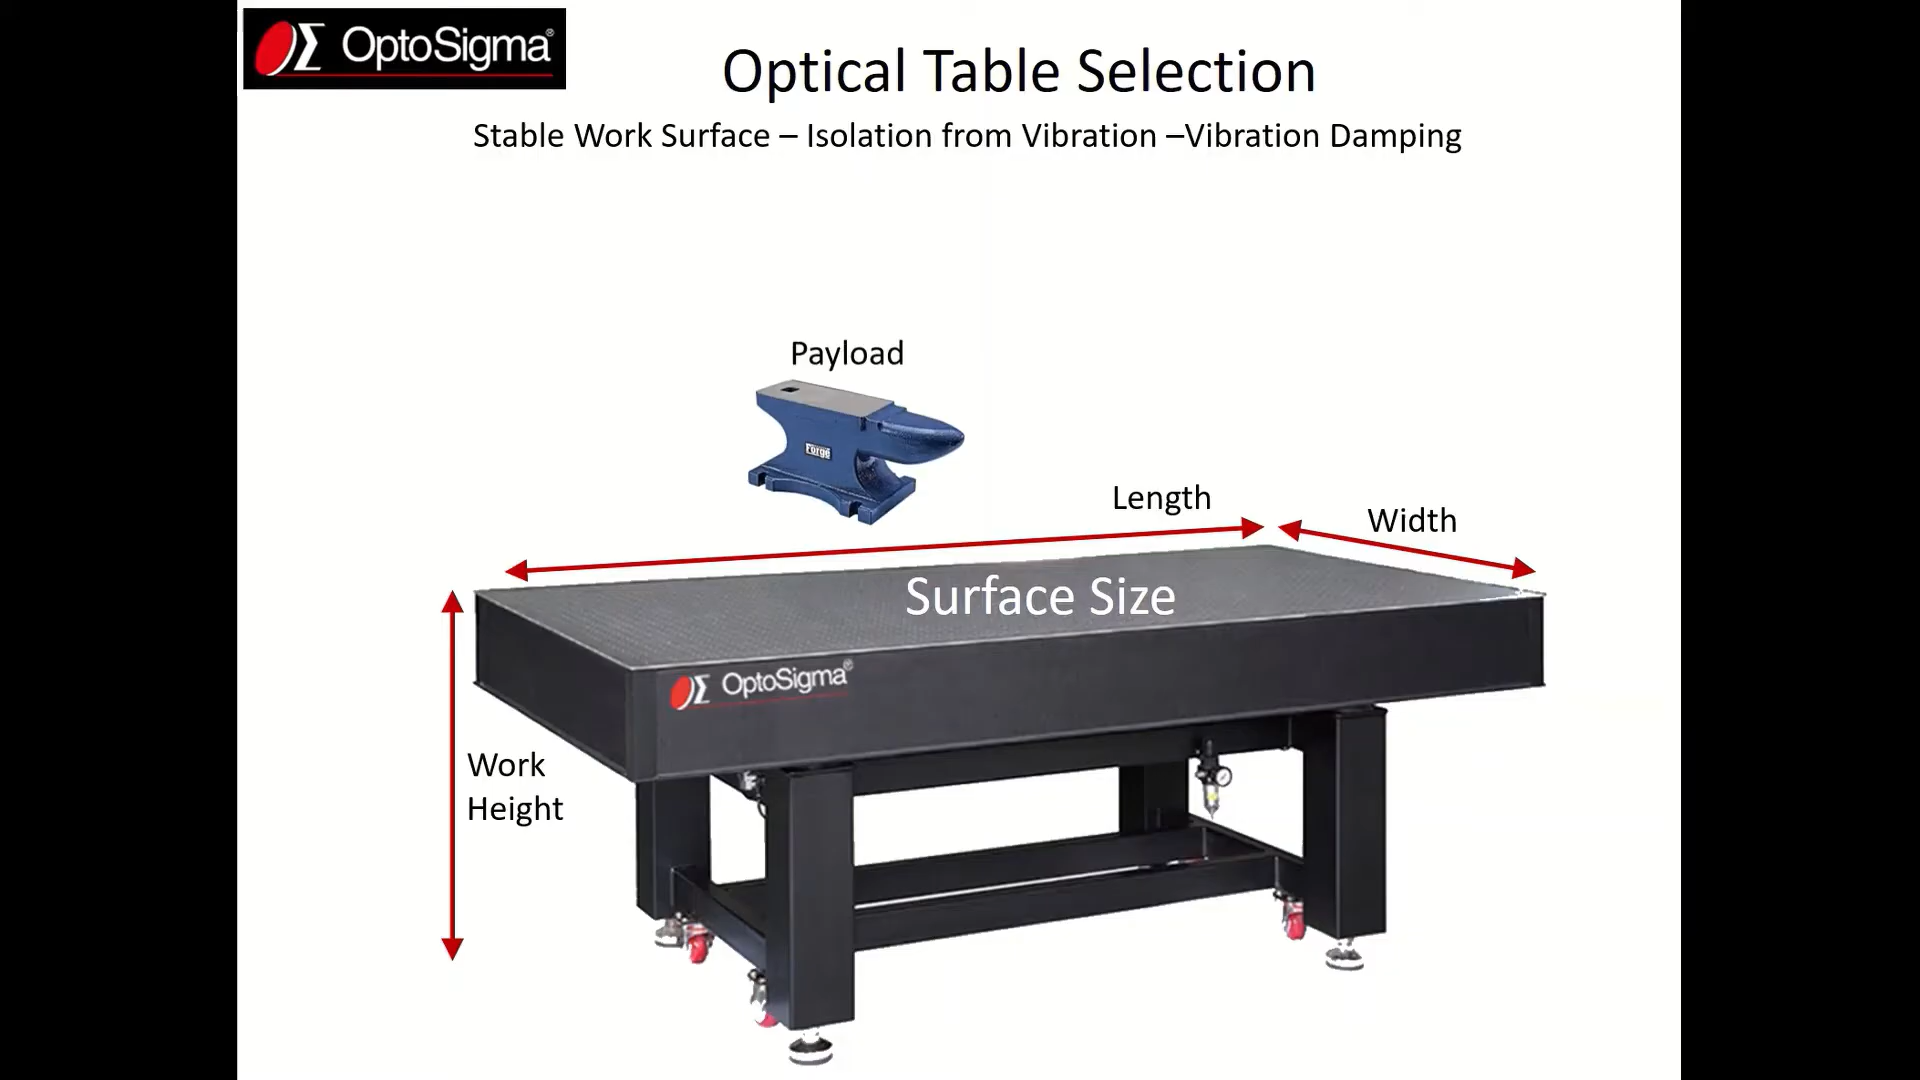 OptoSigma®
Optical Table Selection
Stable Work Surface – Isolation from Vibration –Vibration Damping
Payload
Forge
Length
Width
Surface Size
OptoSigma®
Work
Height